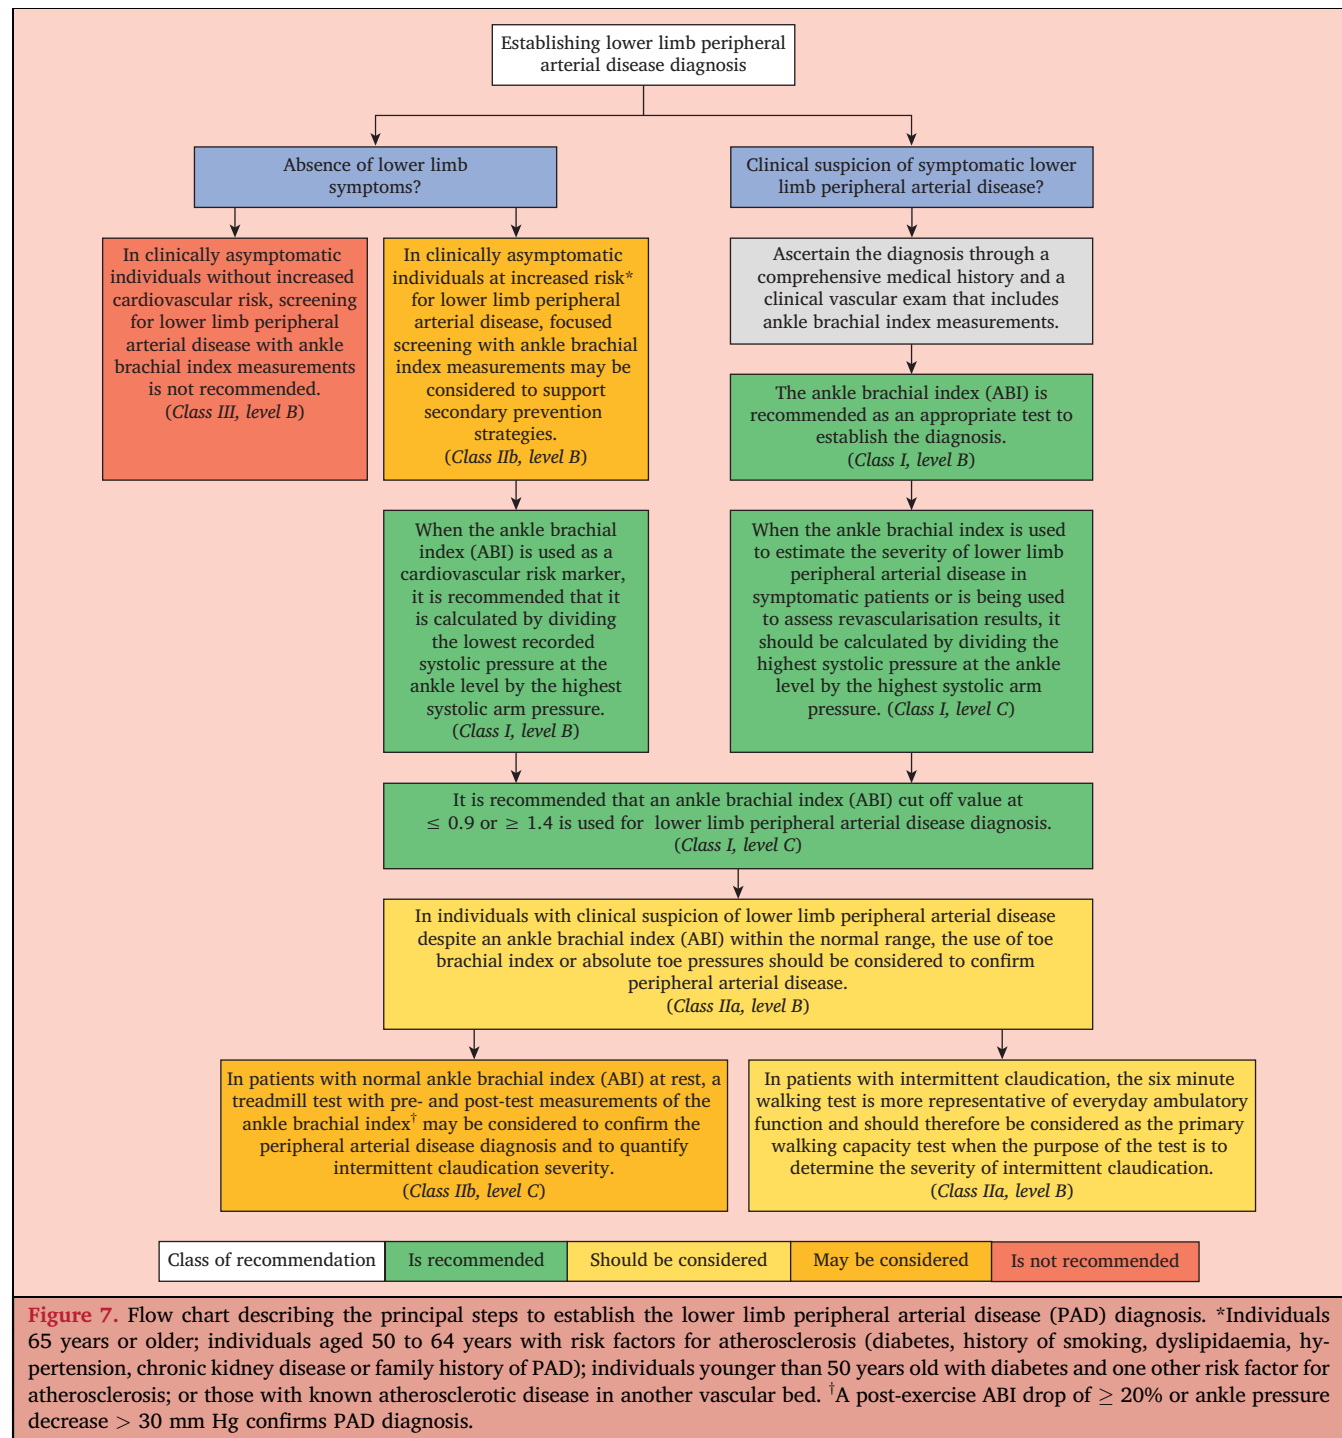 Establishing lower limb peripheral
arterial disease diagnosis
Absence of lower limb
symptoms?
Clinical suspicion of symptomatic lower
limb peripheral arterial disease?
In clinically asymptomatic
individuals without increased
cardiovascular risk, screening
for lower limb peripheral
arterial disease with ankle
brachial index measurements
is not recommended.
(Class III, level B)
In clinically asymptomatic
individuals at increased risk*
for lower limb peripheral
arterial disease, focused
screening with ankle brachial
index measurements may be
considered to support
secondary prevention
strategies.
(Class IIb, level B)
Ascertain the diagnosis through a
comprehensive medical history and a
clinical vascular exam that includes
ankle brachial index measurements.
The ankle brachial index (ABI) is
recommended as an appropriate test to
establish the diagnosis.
(Class I, level B)
When the ankle brachial
index (ABI) is used as a
cardiovascular risk marker,
it is recommended that it
is calculated by dividing
the lowest recorded
systolic pressure at the
ankle level by the highest
systolic arm pressure.
(Class I, level B)
When the ankle brachial index is used
to estimate the severity of lower limb
peripheral arterial disease in
symptomatic patients or is being used
to assess revascularisation results, it
should be calculated by dividing the
highest systolic pressure at the ankle
level by the highest systolic arm
pressure. (Class I, level C)
It is recommended that an ankle brachial index (ABI) cut off value at
≤ 0.9 or ≥ 1.4 is used for lower limb peripheral arterial disease diagnosis.
(Class I, level C)
In individuals with clinical suspicion of lower limb peripheral arterial disease
despite an ankle brachial index (ABI) within the normal range, the use of toe
brachial index or absolute toe pressures should be considered to confirm
peripheral arterial disease.
(Class IIa, level B)
In patients with normal ankle brachial index (ABI) at rest, a
treadmill test with pre- and post-test measurements of the
ankle brachial index† may be considered to confirm the
peripheral arterial disease diagnosis and to quantify
intermittent claudication severity.
(Class IIb, level C)
In patients with intermittent claudication, the six minute
walking test is more representative of everyday ambulatory
function and should therefore be considered as the primary
walking capacity test when the purpose of the test is to
determine the severity of intermittent claudication.
(Class IIa, level B)
Class of recommendation Is recommended Should be considered May be considered Is not recommended
Figure 7. Flow chart describing the principal steps to establish the lower limb peripheral arterial disease (PAD) diagnosis. *Individuals
65 years or older; individuals aged 50 to 64 years with risk factors for atherosclerosis (diabetes, history of smoking, dyslipidaemia, hy-
pertension, chronic kidney disease or family history of PAD); individuals younger than 50 years old with diabetes and one other risk factor for
atherosclerosis; or those with known atherosclerotic disease in another vascular bed. †A post-exercise ABI drop of ≥ 20% or ankle pressure
decrease > 30 mm Hg confirms PAD diagnosis.